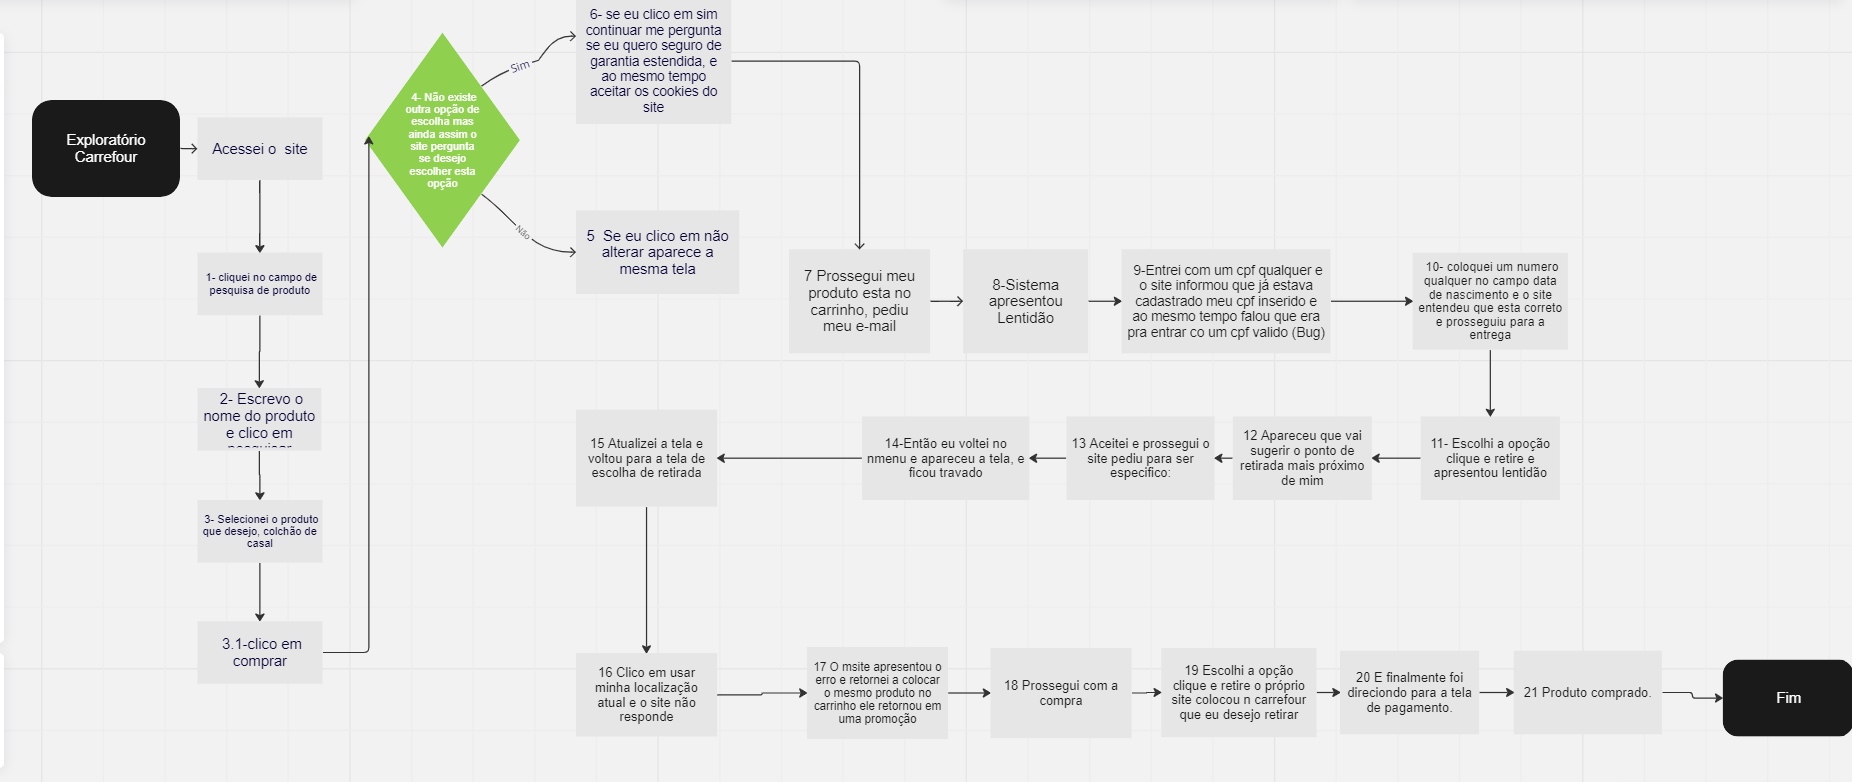 Exploratório
Carrefour
Acessei o  site
1- cliquei no campo de
pesquisa de produto
2- Escrevo o
nome do produto
e clico em
pesquisar
3- Selecionei o produto
que desejo, colchão de
casal
3.1-clico em
comprar
4- Não existe
outra opção de
escolha mas
ainda assim o
site pergunta
se desejo
escolher esta
opção
Sim
Não
6- se eu clico em sim
continuar me pergunta
se eu quero seguro de
garantia estendida, e
ao mesmo tempo
aceitar os cookies do
site
5  Se eu clico em não
alterar aparece a
mesma tela
7 Prossegui meu
produto esta no
carrinho, pediu
meu e-mail
8-Sistema
apresentou
Lentidão
9-Entrei com um cpf qualquer e
o site informou que já estava
cadastrado meu cpf inserido e
ao mesmo tempo falou que era
pra entrar co um cpf valido (Bug)
10- coloquei um numero
qualquer no campo data
de nascimento e o site
entendeu que esta correto
e prosseguiu para a
entrega
11- Escolhi a opoção
clique e retire e
apresentou lentidão
12 Apareceu que vai
sugerir o ponto de
retirada mais próximo
de mim
13 Aceitei e prossegui o
site pediu para ser
especifico:
14-Então eu voltei no
nmenu e apareceu a tela, e
ficou travado
15 Atualizei a tela e
voltou para a tela de
escolha de retirada
16 Clico em usar
minha localização
atual e o site não
responde
17 O msite apresentou o
erro e retornei a colocar
o mesmo produto no
carrinho ele retornou em
uma promoção
18 Prossegui com a
compra
19 Escolhi a opção
clique e retire o próprio
site colocou n carrefour
que eu desejo retirar
20 E finalmente foi
direciondo para a tela
de pagamento.
21 Produto comprado.
Fim